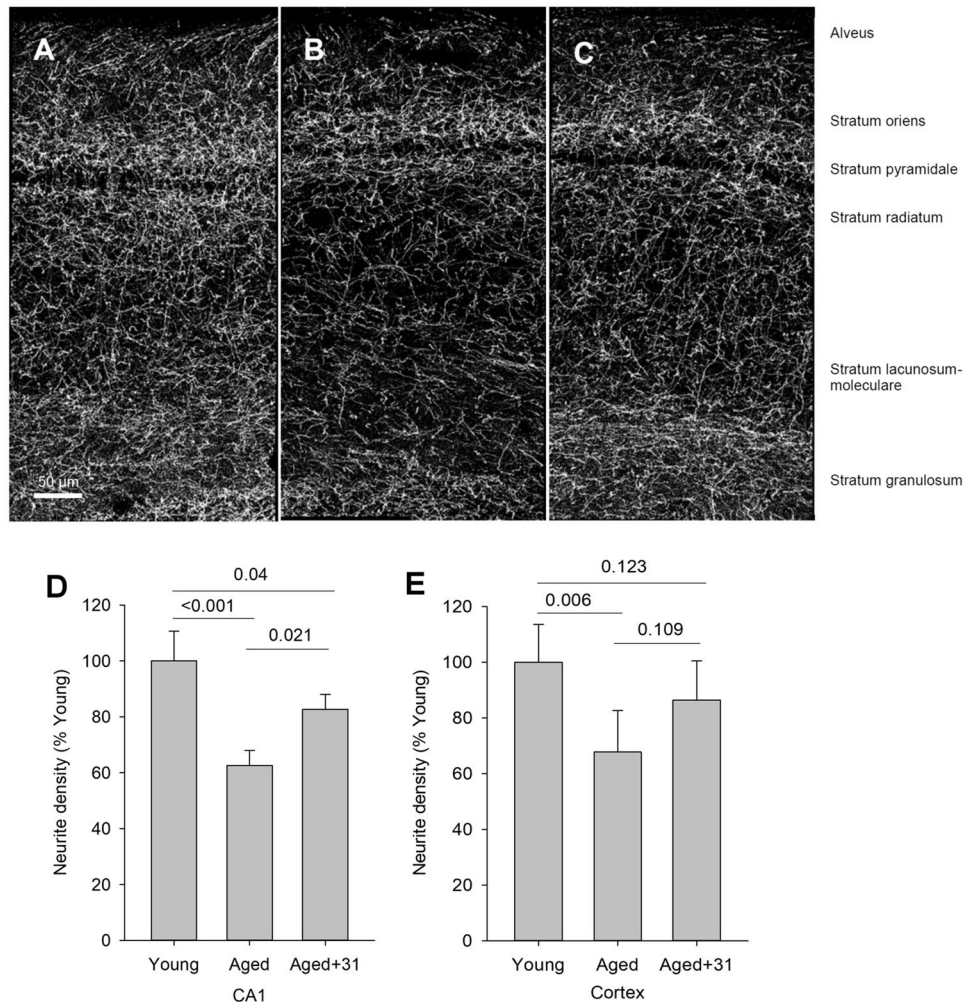 A
B
C
Alveus
Stratum oriens
Stratum pyramidale
Stratum radiatum
Stratum lacunosum-
moleculare
Stratum granulosum
50 µm
D
0.04
<0.001
0.021
120
100
80
60
40
20
0
Neurite density (% Young)
Young Aged Aged+31
CA1
E
0.123
0.006
0.109
120
100
80
60
40
20
0
Neurite density (% Young)
Young Aged Aged+31
Cortex